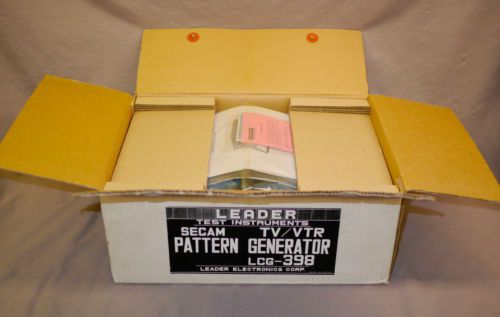 LEADER
TEST INSTRUMENTS
SECAM TV/VTR
PATTERN GENERATOR
LCG-398
LEADER ELECTRONICS CORP.